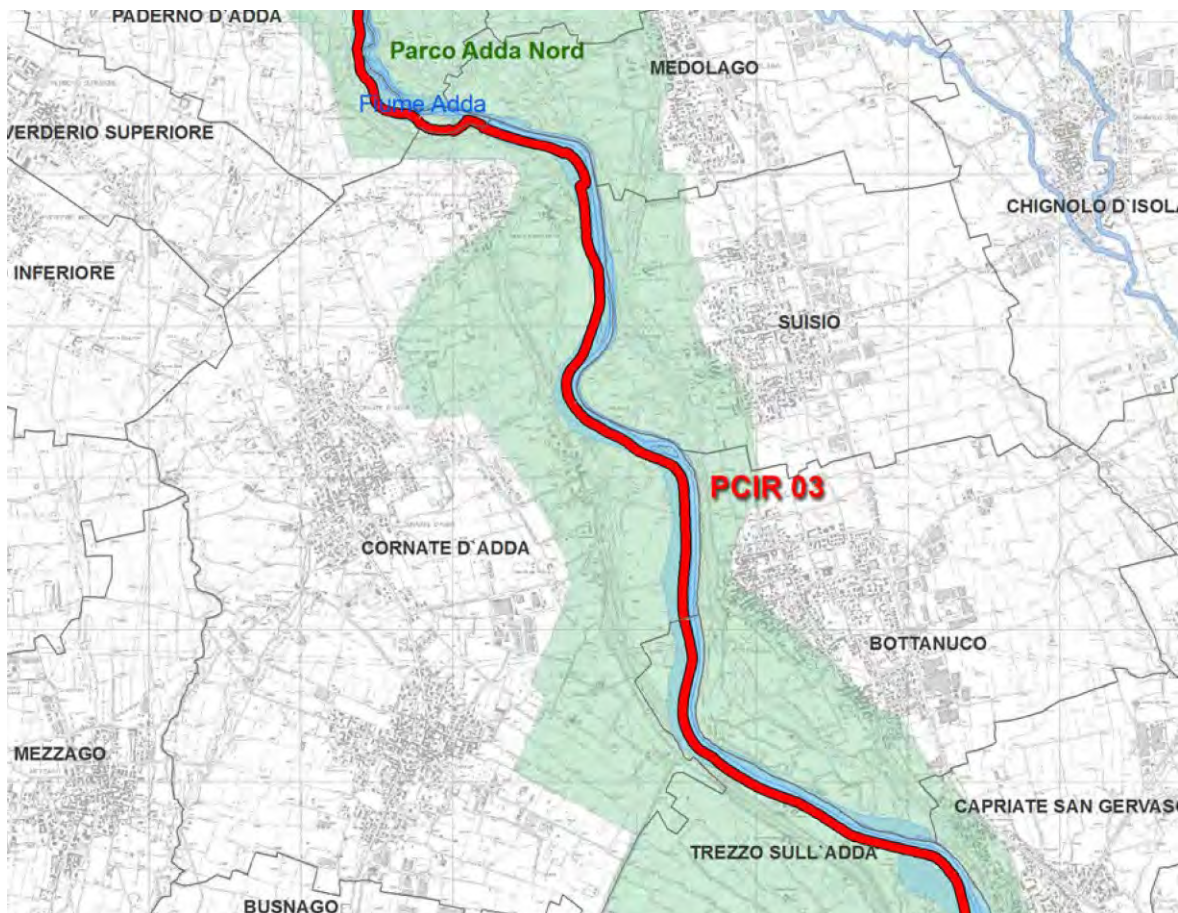 PADERNO D`ADDA
Parco Adda Nord
MEDOLAGO
Fiume Adda
VERDERIO SUPERIORE
CHIGNOLO D`ISOLA
INFERIORE
SUISIO
PCIR 03
CORNATE D`ADDA
BOTTANUCO
MEZZAGO
CAPRIATE SAN GERVASO
TREZZO SULL`ADDA
BUSNAGO